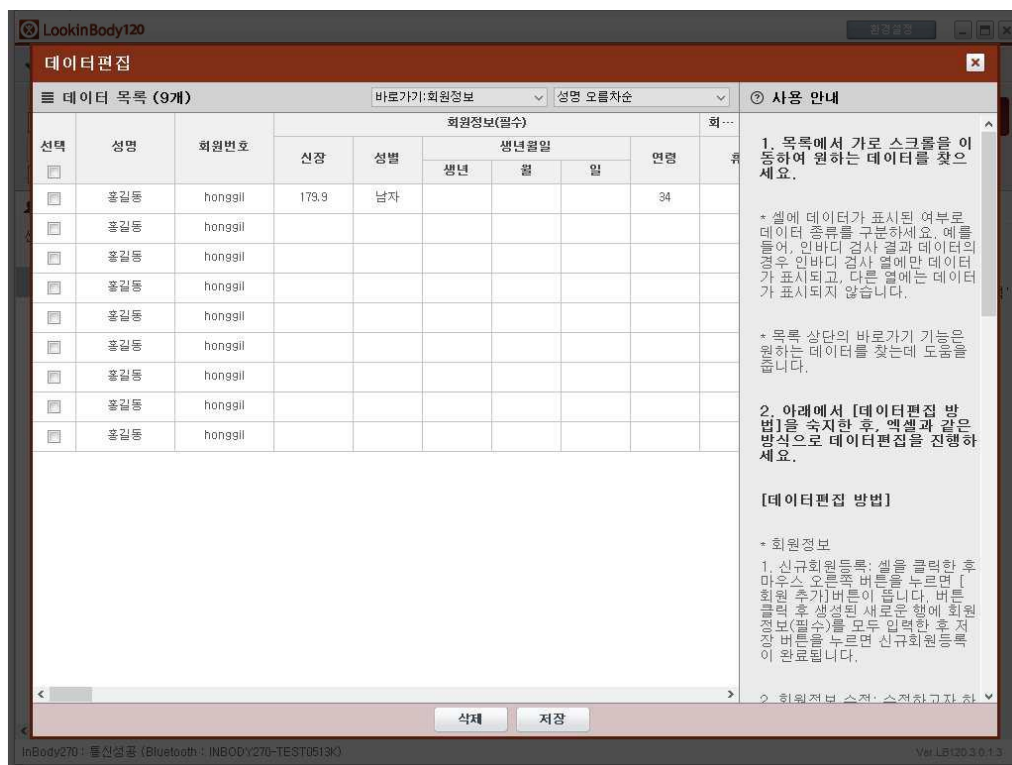 LookinBody120
환경설정
데이터편집
데이터 목록 (9개)
바로가기:회원정보
성명 오름차순
사용 안내
회원정보(필수)
회…
선택
성명
회원번호
신장
성별
생년월일
연령
생년
월
일
홍길동 honggil 179.9 남자 34
홍길동 honggil
홍길동 honggil
홍길동 honggil
홍길동 honggil
홍길동 honggil
홍길동 honggil
홍길동 honggil
홍길동 honggil
1. 목록에서 가로 스크롤을 이
동하여 원하는 데이터를 찾으
세요.
* 셀에 데이터가 표시된 여부로
데이터 종류를 구분하세요. 예를
들어, 인바디 검사 결과 데이터의
경우 인바디 검사 열에만 데이터
가 표시되고, 다른 열에는 데이터
가 표시되지 않습니다.
* 목록 상단의 바로가기 기능은
원하는 데이터를 찾는데 도움을
줍니다.
2. 아래에서 [데이터편집 방
법]을 숙지한 후, 엑셀과 같은
방식으로 데이터편집을 진행하
세요.
[데이터편집 방법]
* 회원정보
1. 신규회원등록: 셀을 클릭한 후
마우스 오른쪽 버튼을 누르면 [
회원 추가]버튼이 뜹니다. 버튼
클릭 후 생성된 새로운 행에 회원
정보(필수)를 모두 입력한 후 저
장 버튼을 누르면 신규회원등록
이 완료됩니다.
2. 회원정보 수정: 수정하고자 하
삭제
저장
InBody270 : 통신성공 (Bluetooth : INBODY270-TEST0513K)
Ver.LB120.3.0.1.3